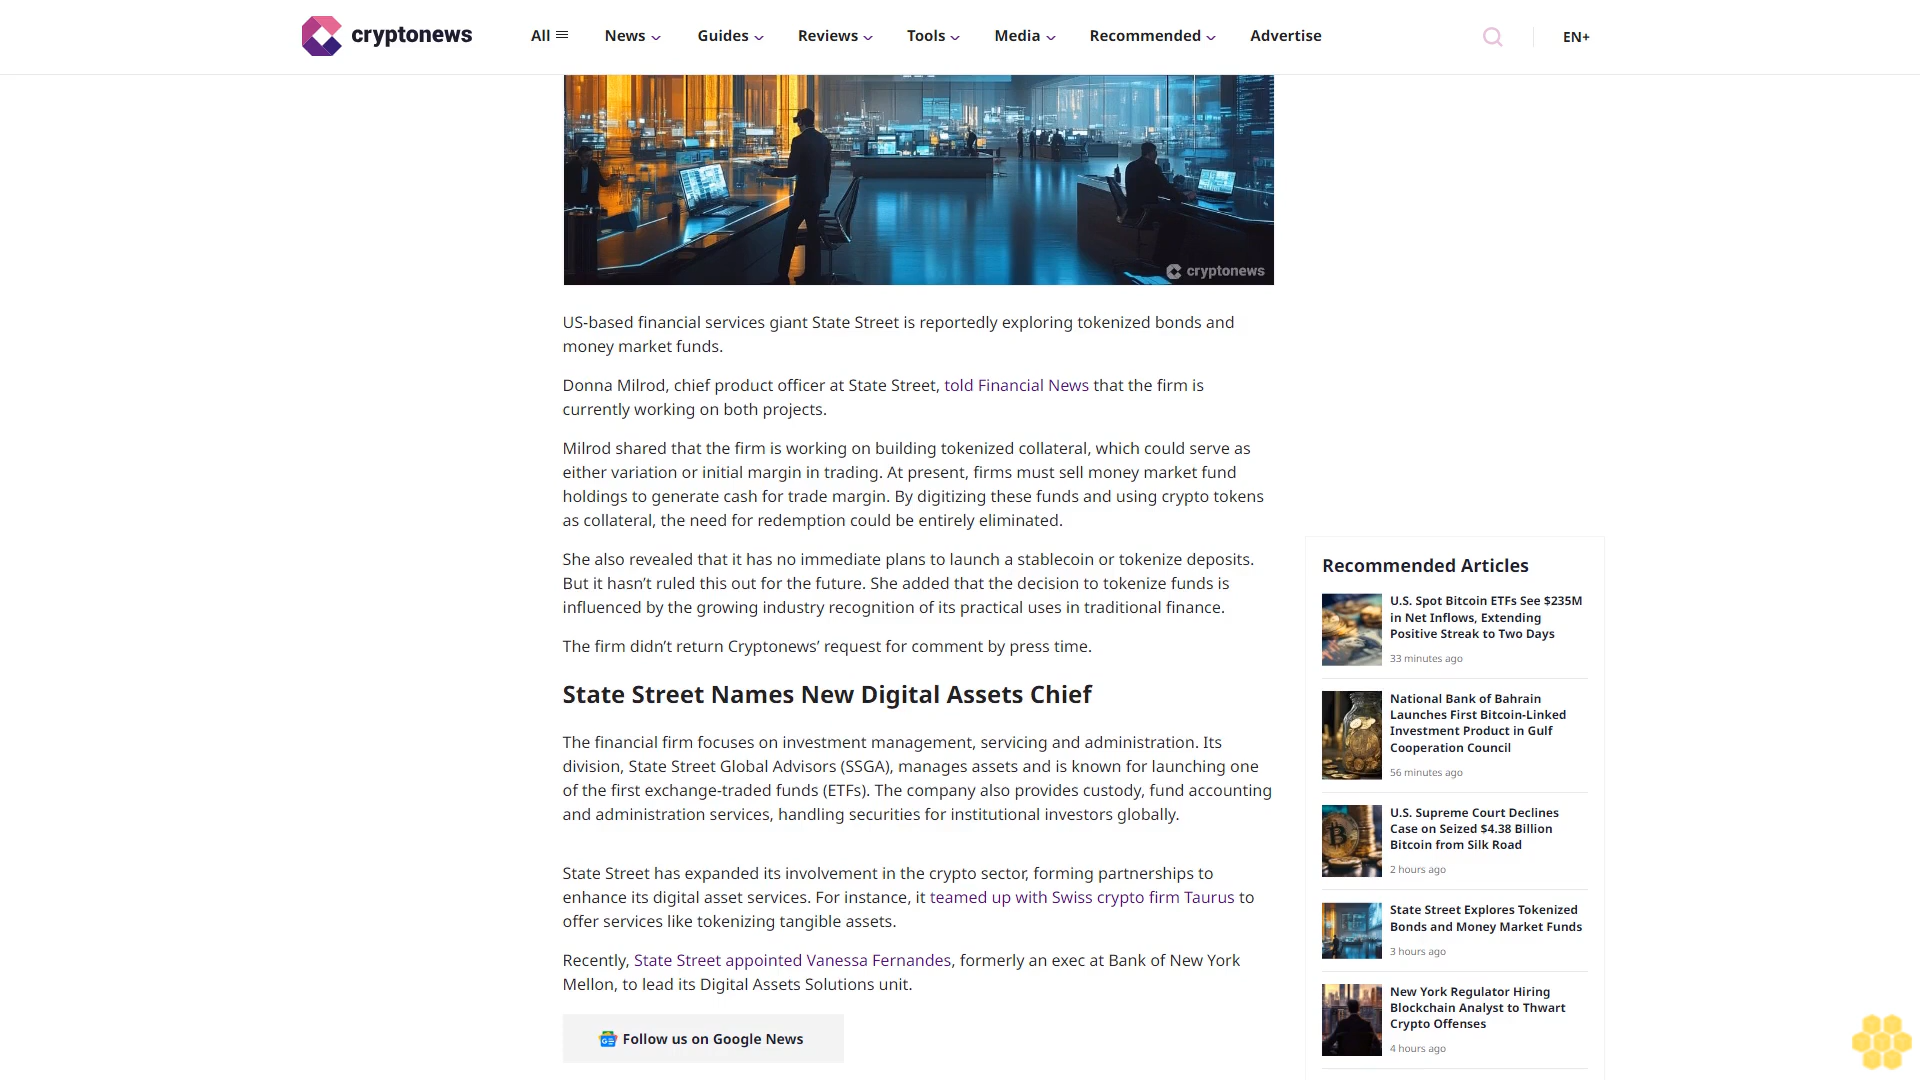 cryptonews
All
News
Guides
Reviews
Tools
Media
Recommended
Advertise
EN+
cryptonews
US-based financial services giant State Street is reportedly exploring tokenized bonds and
money market funds.
Donna Milrod, chief product officer at State Street, told Financial News that the firm is
currently working on both projects.
Milrod shared that the firm is working on building tokenized collateral, which could serve as
either variation or initial margin in trading. At present, firms must sell money market fund
holdings to generate cash for trade margin. By digitizing these funds and using crypto tokens
as collateral, the need for redemption could be entirely eliminated.
She also revealed that it has no immediate plans to launch a stablecoin or tokenize deposits.
But it hasn’t ruled this out for the future. She added that the decision to tokenize funds is
influenced by the growing industry recognition of its practical uses in traditional finance.
The firm didn’t return Cryptonews’ request for comment by press time.
State Street Names New Digital Assets Chief
The financial firm focuses on investment management, servicing and administration. Its
division, State Street Global Advisors (SSGA), manages assets and is known for launching one
of the first exchange-traded funds (ETFs). The company also provides custody, fund accounting
and administration services, handling securities for institutional investors globally.
State Street has expanded its involvement in the crypto sector, forming partnerships to
enhance its digital asset services. For instance, it teamed up with Swiss crypto firm Taurus to
offer services like tokenizing tangible assets.
Recently, State Street appointed Vanessa Fernandes, formerly an exec at Bank of New York
Mellon, to lead its Digital Assets Solutions unit.
Follow us on Google News
Recommended Articles
U.S. Spot Bitcoin ETFs See $235M
in Net Inflows, Extending
Positive Streak to Two Days
33 minutes ago
National Bank of Bahrain
Launches First Bitcoin-Linked
Investment Product in Gulf
Cooperation Council
56 minutes ago
U.S. Supreme Court Declines
Case on Seized $4.38 Billion
Bitcoin from Silk Road
2 hours ago
State Street Explores Tokenized
Bonds and Money Market Funds
3 hours ago
New York Regulator Hiring
Blockchain Analyst to Thwart
Crypto Offenses
4 hours ago